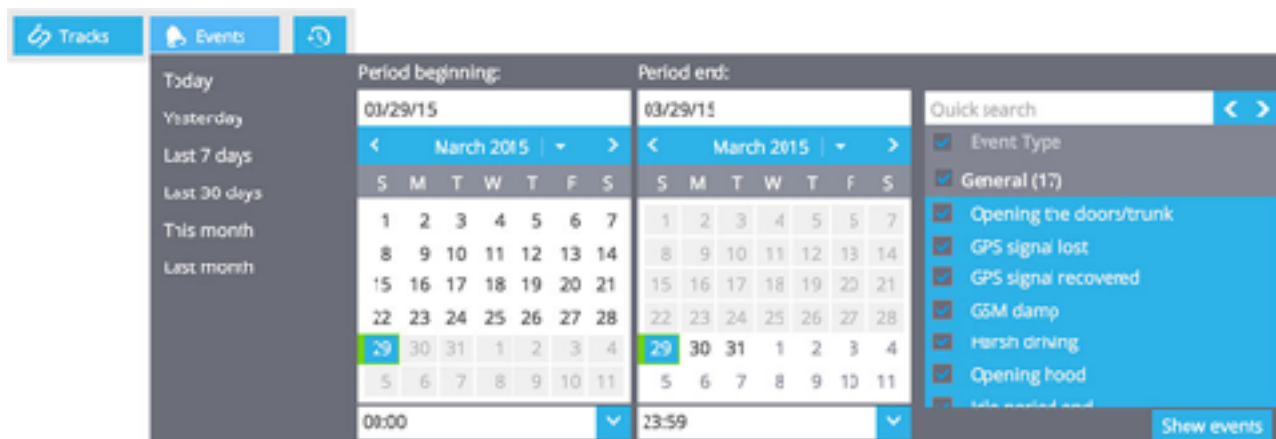 Tracks
Events
Today
Yesterday
Last 7 days
Last 30 days
This month
Last month
Period beginning:
03/29/15
March 2015
S M T W T F S
1 2 3 4 5 6 7
8 9 10 11 12 13 14
15 16 17 18 19 20 21
22 23 24 25 26 27 28
29 30 31 1 2 3 4
5 6 7 8 9 10 11
00:00
Period end:
03/29/15
March 2015
S M T W T F S
1 2 3 4 5 6 7
8 9 10 11 12 13 14
15 16 17 18 19 20 21
22 23 24 25 26 27 28
29 30 31 1 2 3 4
5 6 7 8 9 10 11
23:59
Quick search
Event Type
General (17)
Opening the doors/trunk
GPS signal lost
GPS signal recovered
GSM damp
Harsh driving
Opening hood
Idle period end
Show events